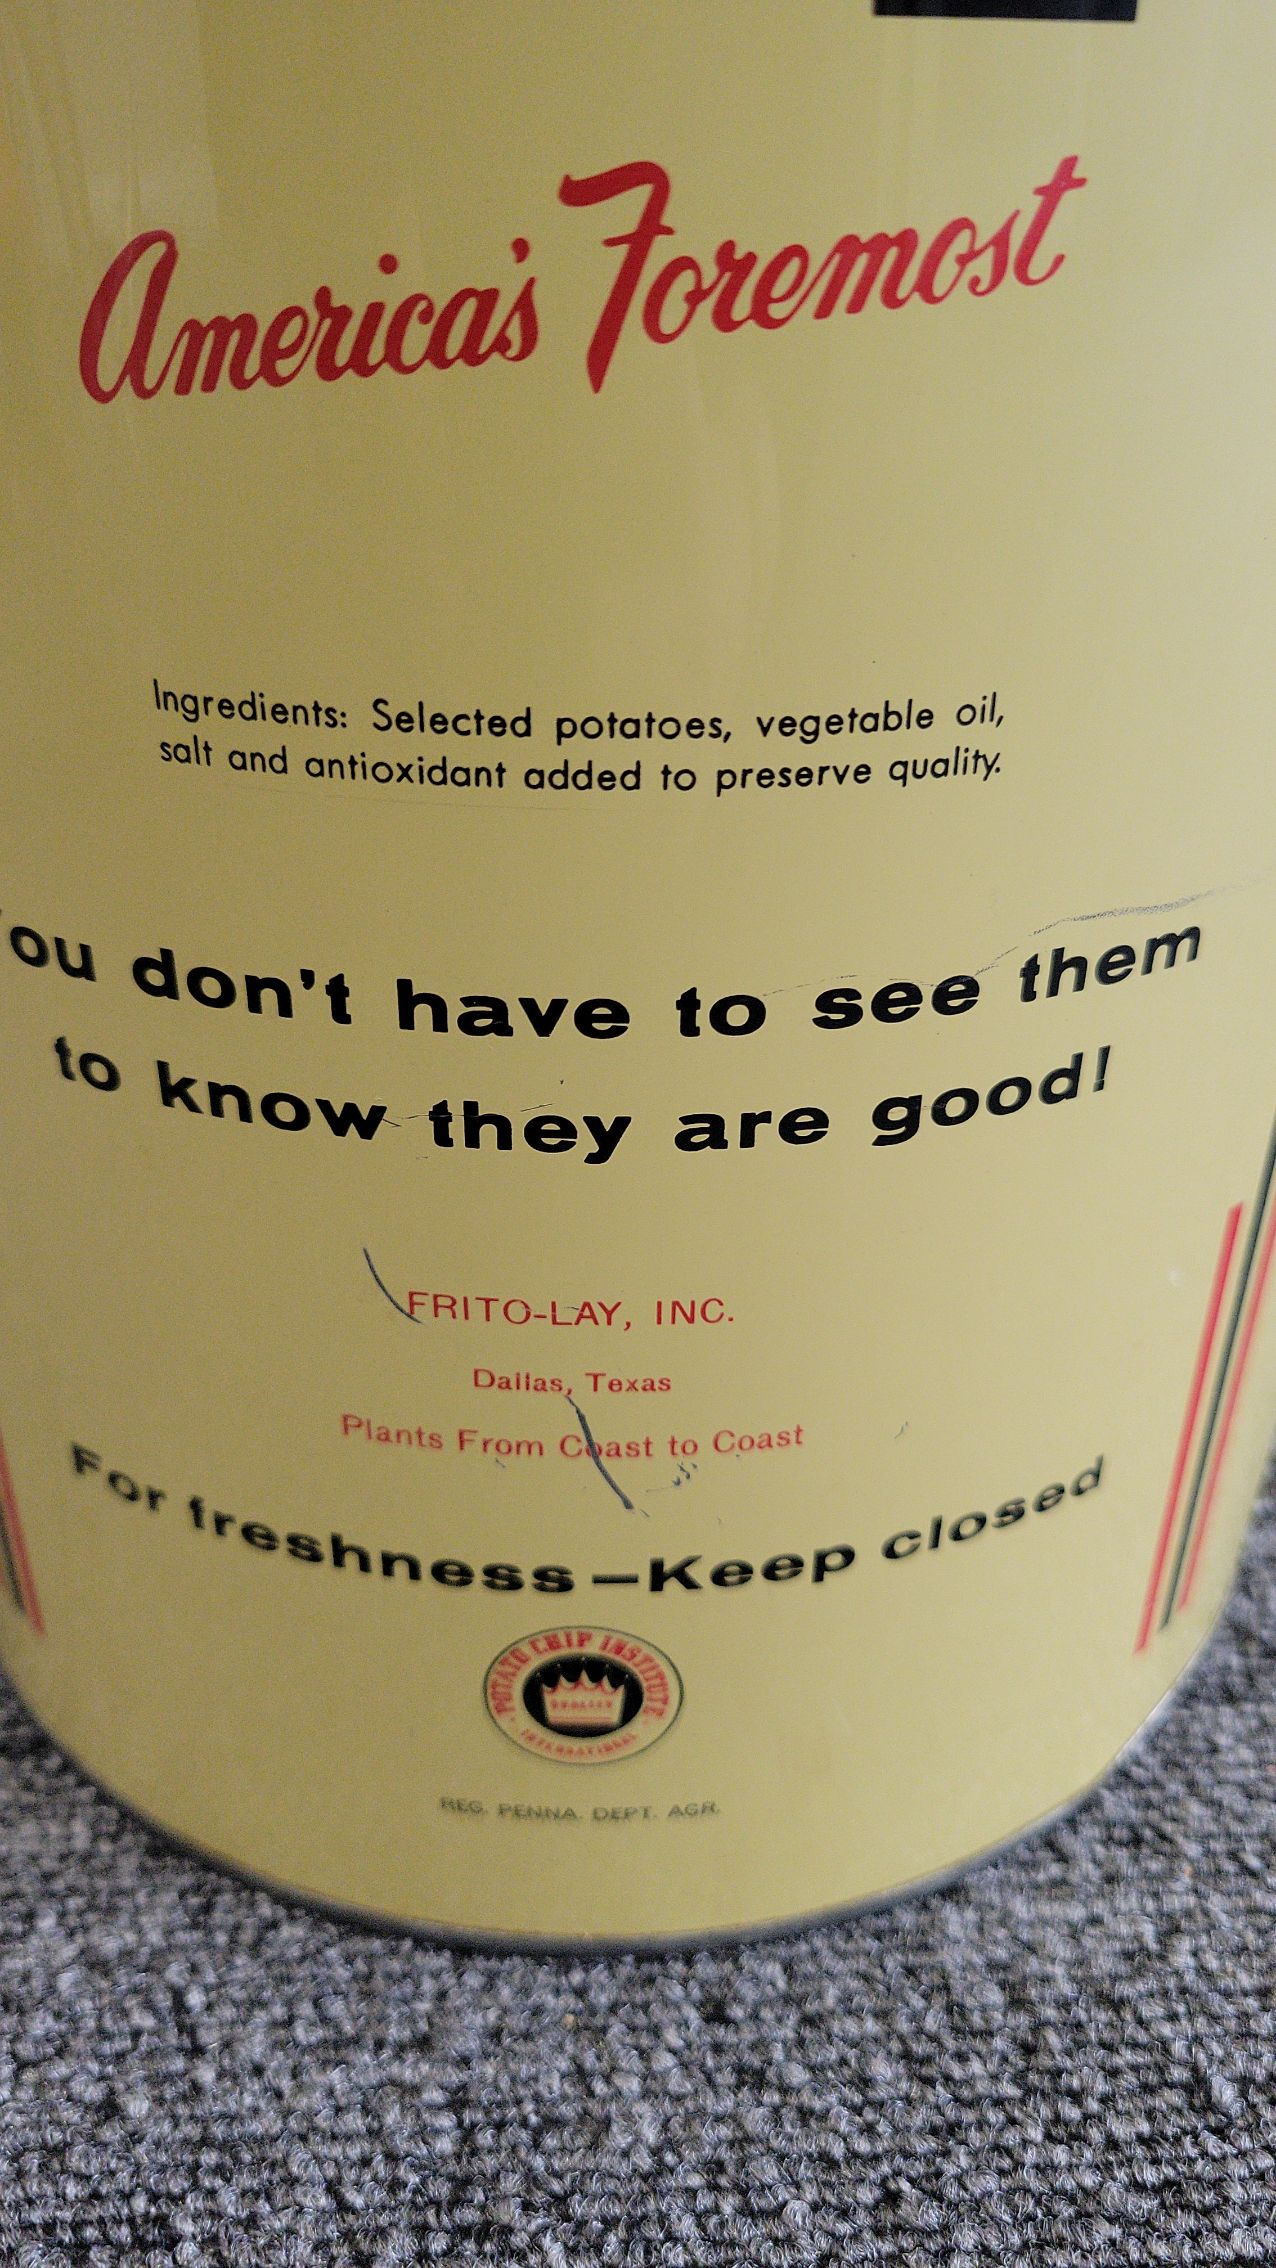 America's Foremost
Ingredients: Selected potatoes, vegetable oil,
salt and antioxidant added to preserve quality.
ou don't have to see them
to know they are good!
FRITO-LAY, INC.
Dallas, Texas
Plants From Coast to Coast
For freshness – Keep closed
POTATO CHIP INSTITUTE
INTERNATIONAL
REG. PENNA. DEPT. AGR.